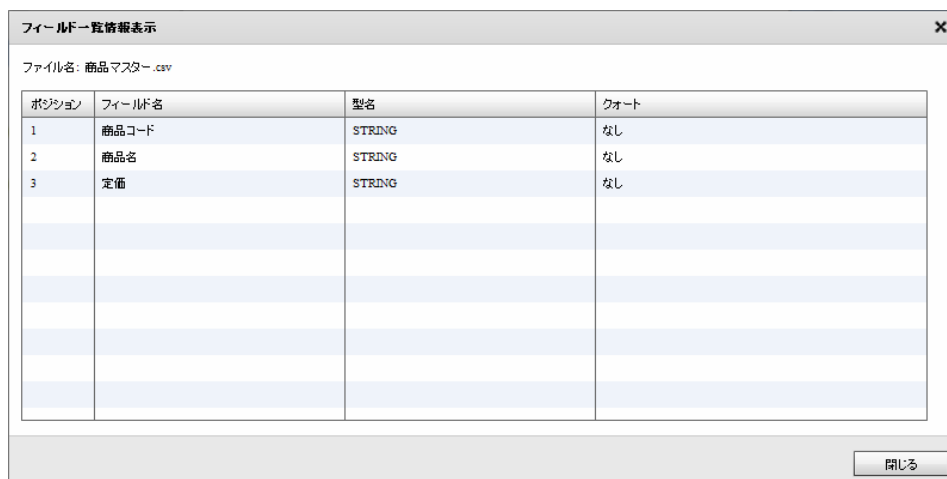 フィールド一覧情報表示
ファイル名: 商品マスター.csv
ポジション フィールド名 型名 クォート
1 商品コード STRING なし
2 商品名 STRING なし
3 定価 STRING なし
閉じる